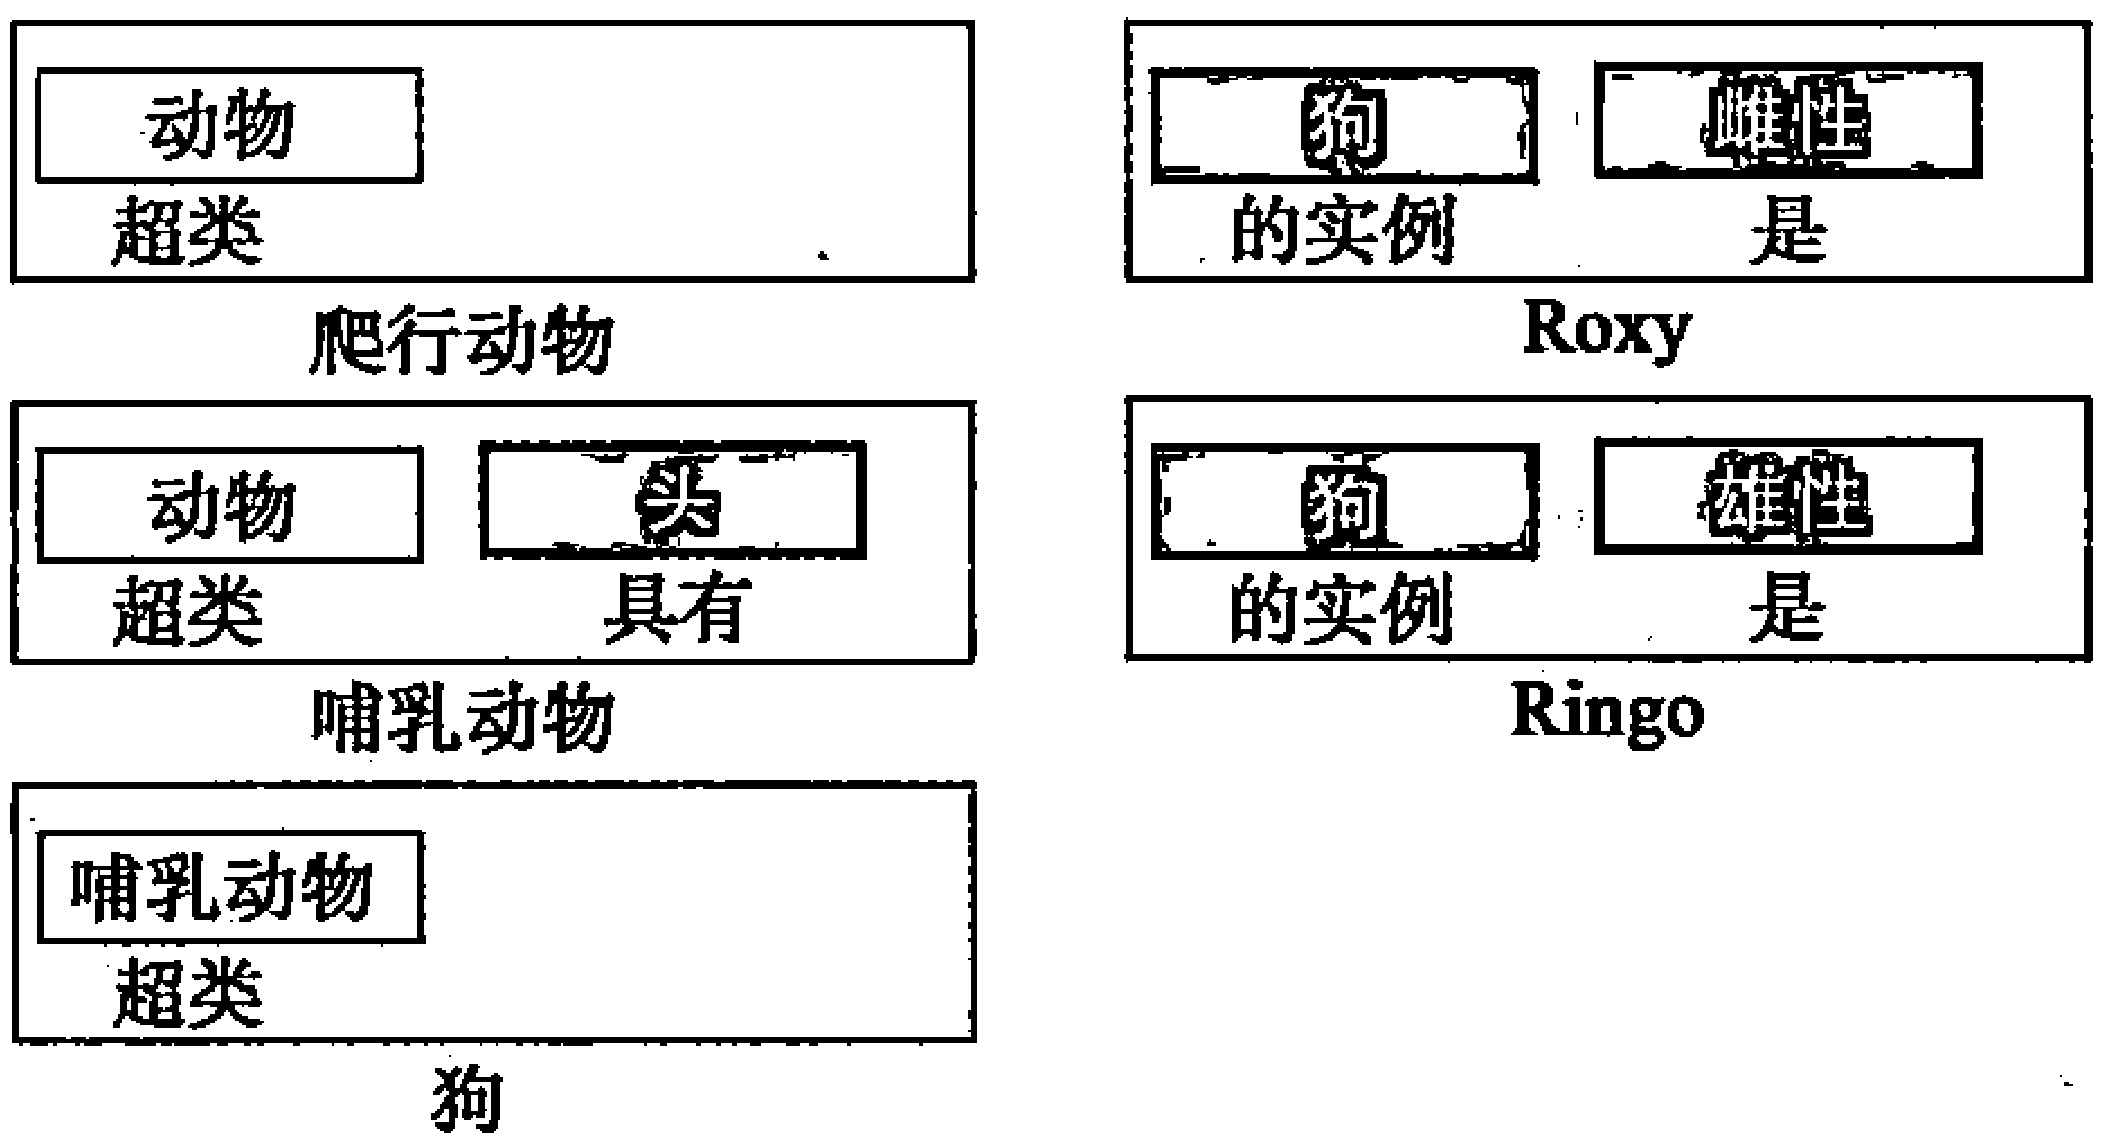 动物
超类
爬行动物
狗 雌性
的实例 是
Roxy
动物 头
超类 具有
哺乳动物
狗 雄性
的实例 是
Ringo
哺乳动物
超类
狗